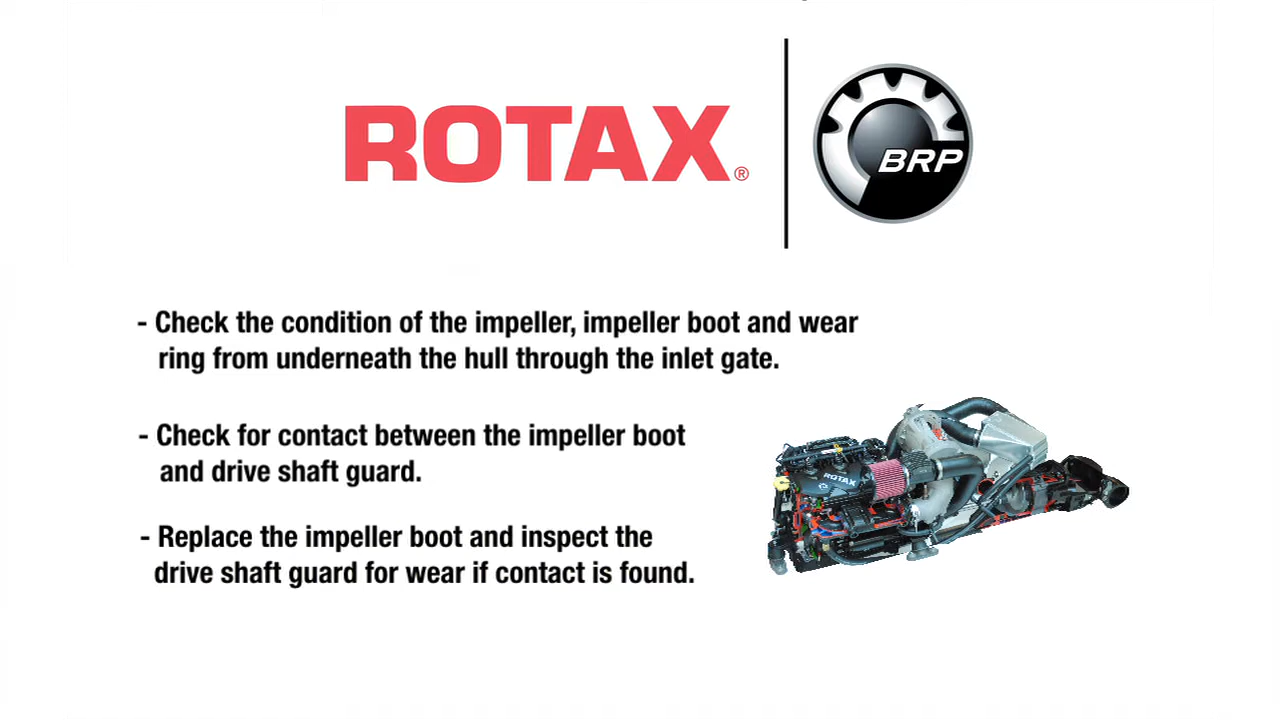 ROTAX®
BRP
- Check the condition of the impeller, impeller boot and wear
ring from underneath the hull through the inlet gate.
- Check for contact between the impeller boot
and drive shaft guard.
ROTAX
- Replace the impeller boot and inspect the
drive shaft guard for wear if contact is found.